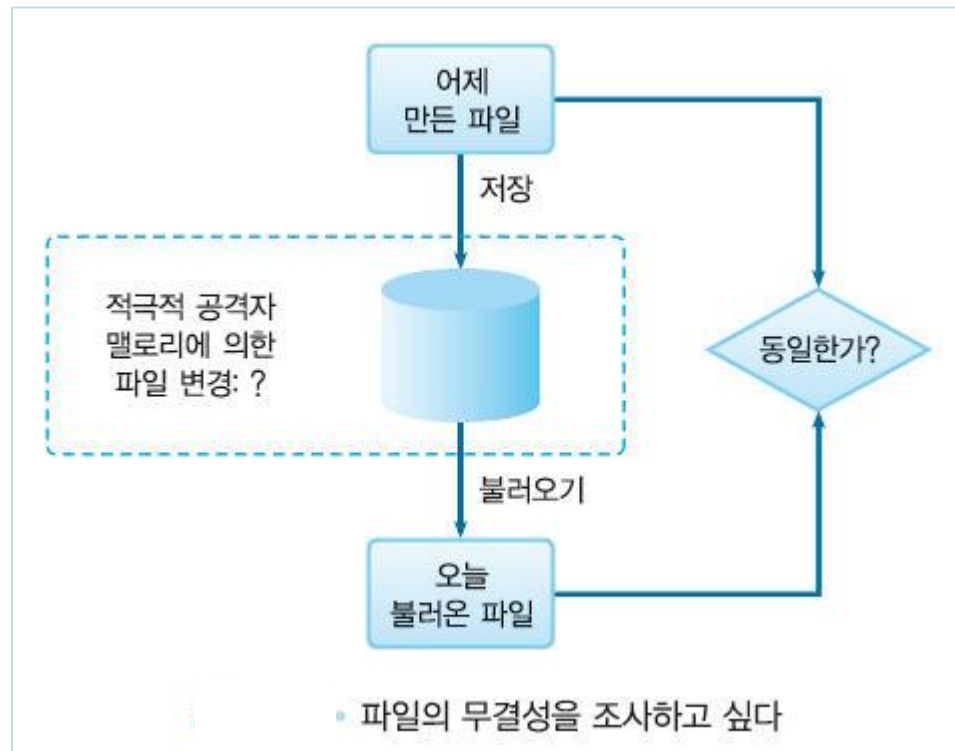 어제
만든 파일
저장
적극적 공격자
맬로리에 의한
파일 변경: ?
동일한가?
불러오기
오늘
불러온 파일
• 파일의 무결성을 조사하고 싶다